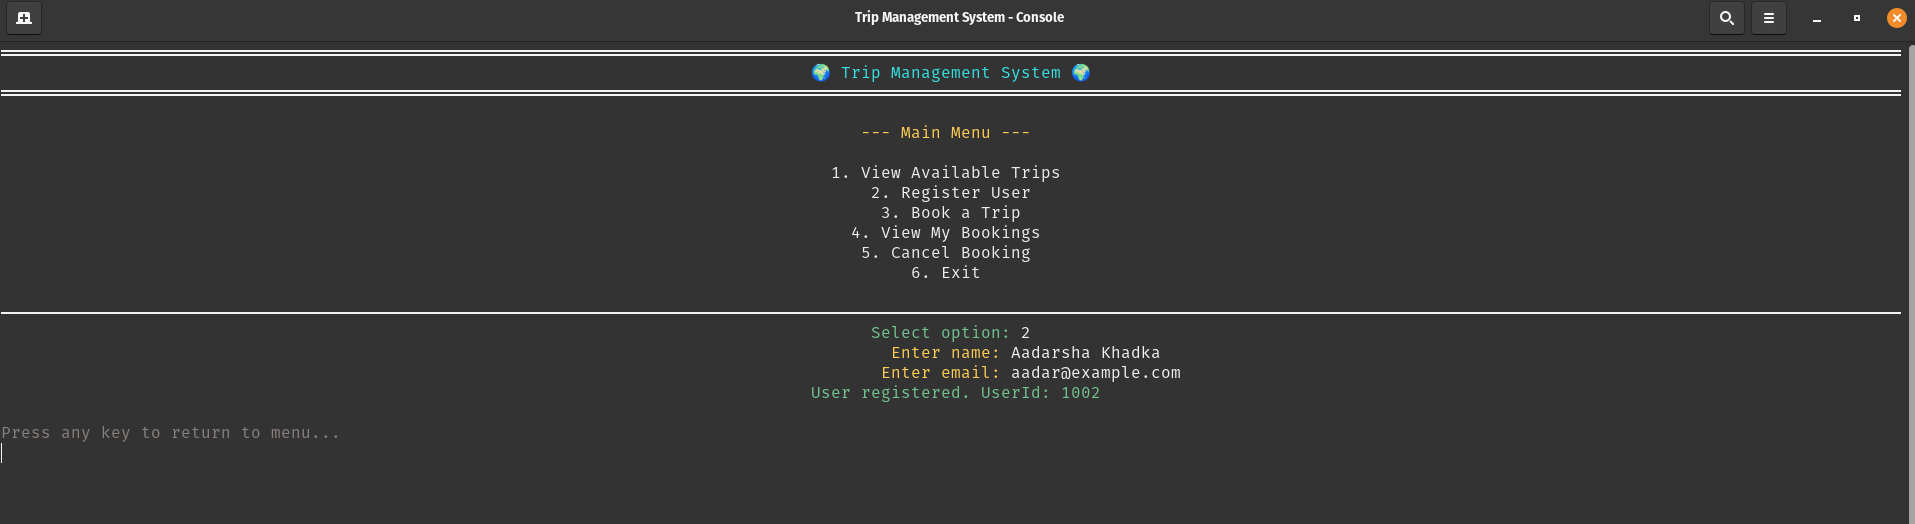 Trip Management System - Console
🌍 Trip Management System 🌍
--- Main Menu ---
1. View Available Trips
2. Register User
3. Book a Trip
4. View My Bookings
5. Cancel Booking
6. Exit
Select option: 2
Enter name: Aadarsha Khadka
Enter email: aadar@example.com
User registered. UserId: 1002
Press any key to return to menu...